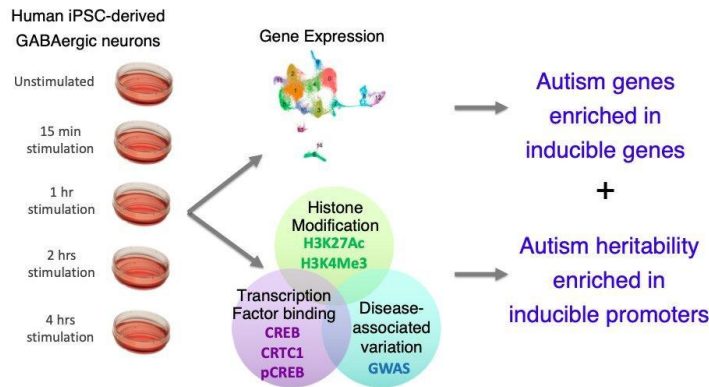 Human iPSC-derived
GABAergic neurons
Unstimulated
15 min
stimulation
1 hr
stimulation
2 hrs
stimulation
4 hrs
stimulation
Gene Expression
Histone
Modification
H3K27Ac
H3K4Me3
Transcription
Factor binding
CREB
CRTC1
pCREB
Disease-
associated
variation
GWAS
Autism genes
enriched in
inducible genes
+
Autism heritability
enriched in
inducible promoters